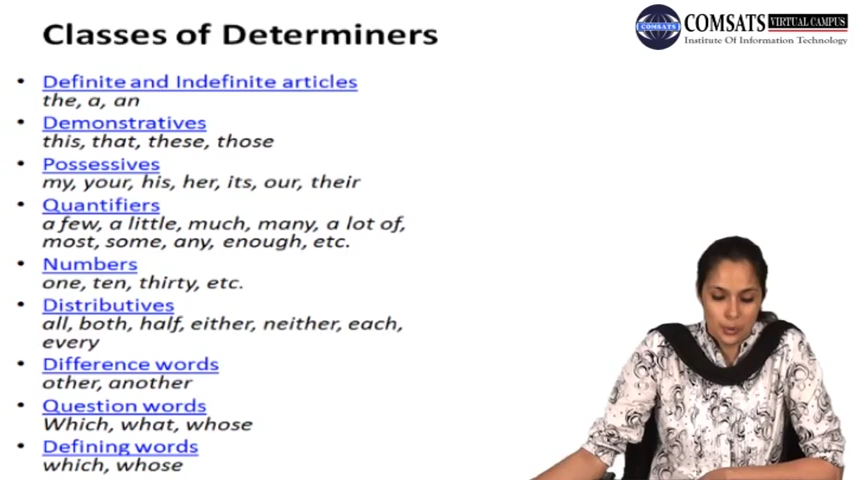 Classes of Determiners
COMSATS VIRTUAL CAMPUS
Institute Of Information Technology
COMSATS
• Definite and Indefinite articles
the, a, an
• Demonstratives
this, that, these, those
• Possessives
my, your, his, her, its, our, their
• Quantifiers
a few, a little, much, many, a lot of,
most, some, any, enough, etc.
• Numbers
one, ten, thirty, etc.
• Distributives
all, both, half, either, neither, each,
every
• Difference words
other, another
• Question words
Which, what, whose
• Defining words
which, whose